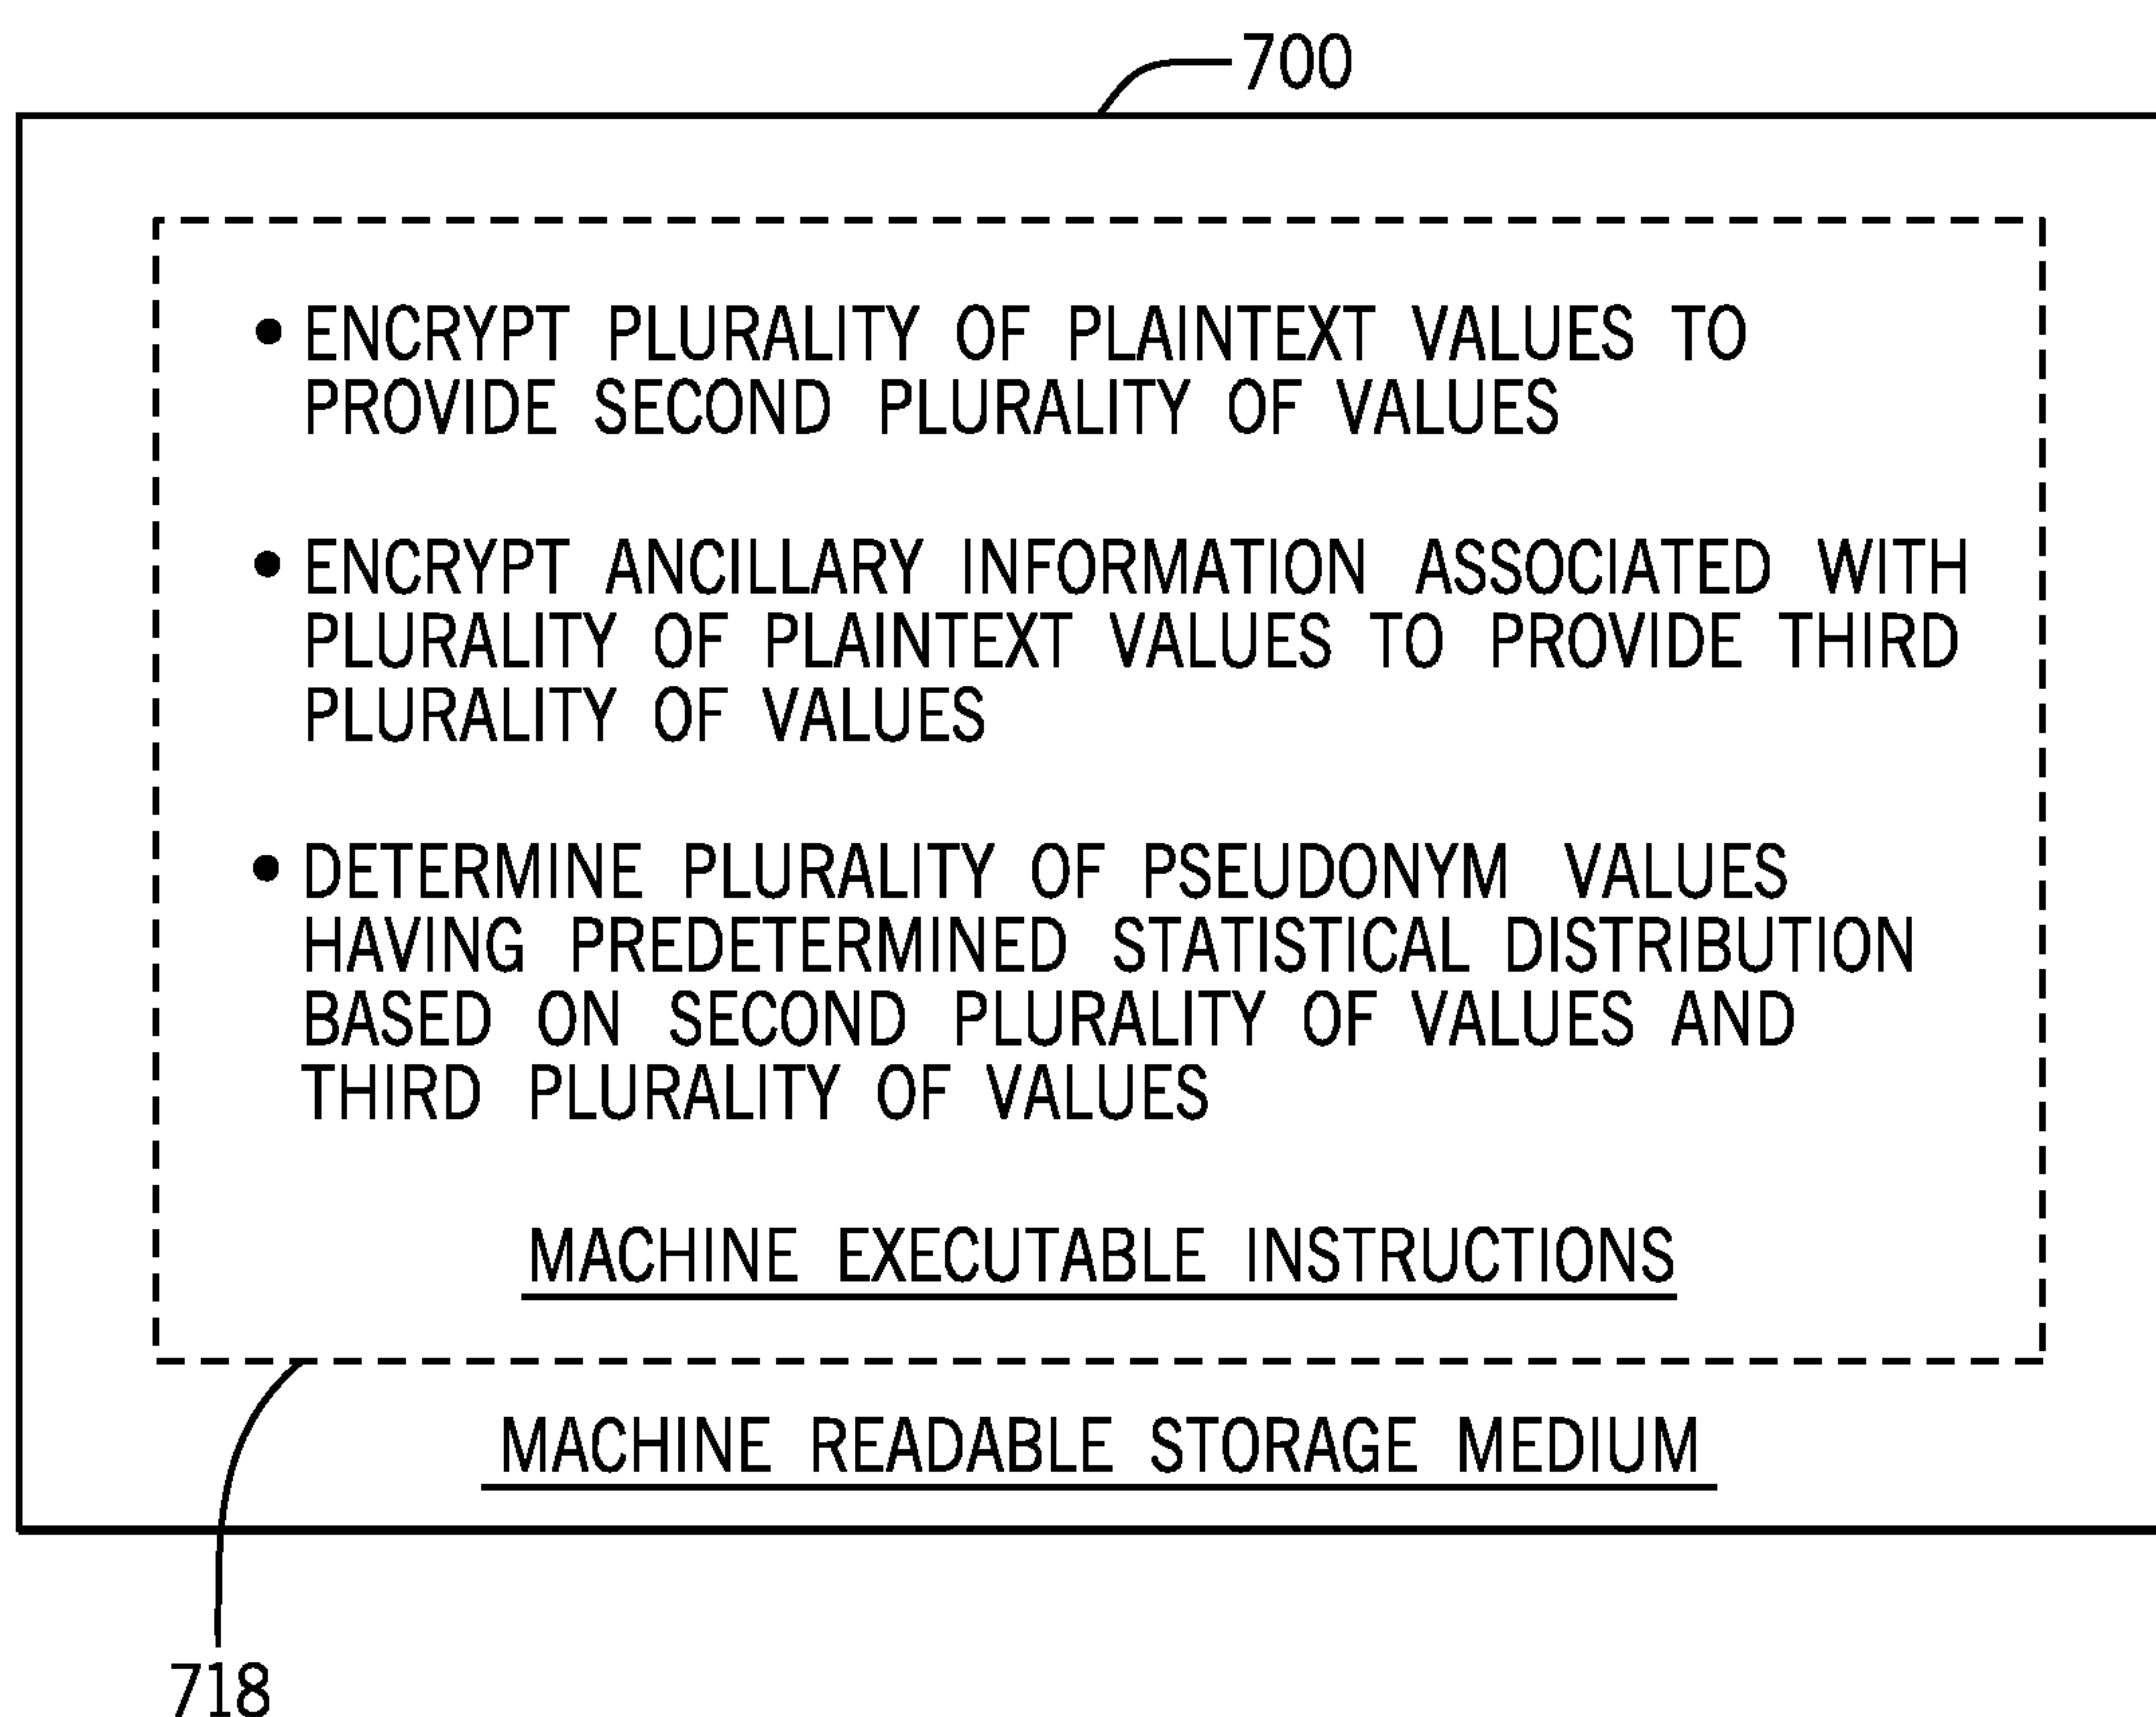 700
• ENCRYPT PLURALITY OF PLAINTEXT VALUES TO
PROVIDE SECOND PLURALITY OF VALUES
• ENCRYPT ANCILLARY INFORMATION ASSOCIATED WITH
PLURALITY OF PLAINTEXT VALUES TO PROVIDE THIRD
PLURALITY OF VALUES
• DETERMINE PLURALITY OF PSEUDONYM VALUES
HAVING PREDETERMINED STATISTICAL DISTRIBUTION
BASED ON SECOND PLURALITY OF VALUES AND
THIRD PLURALITY OF VALUES
MACHINE EXECUTABLE INSTRUCTIONS
MACHINE READABLE STORAGE MEDIUM
718